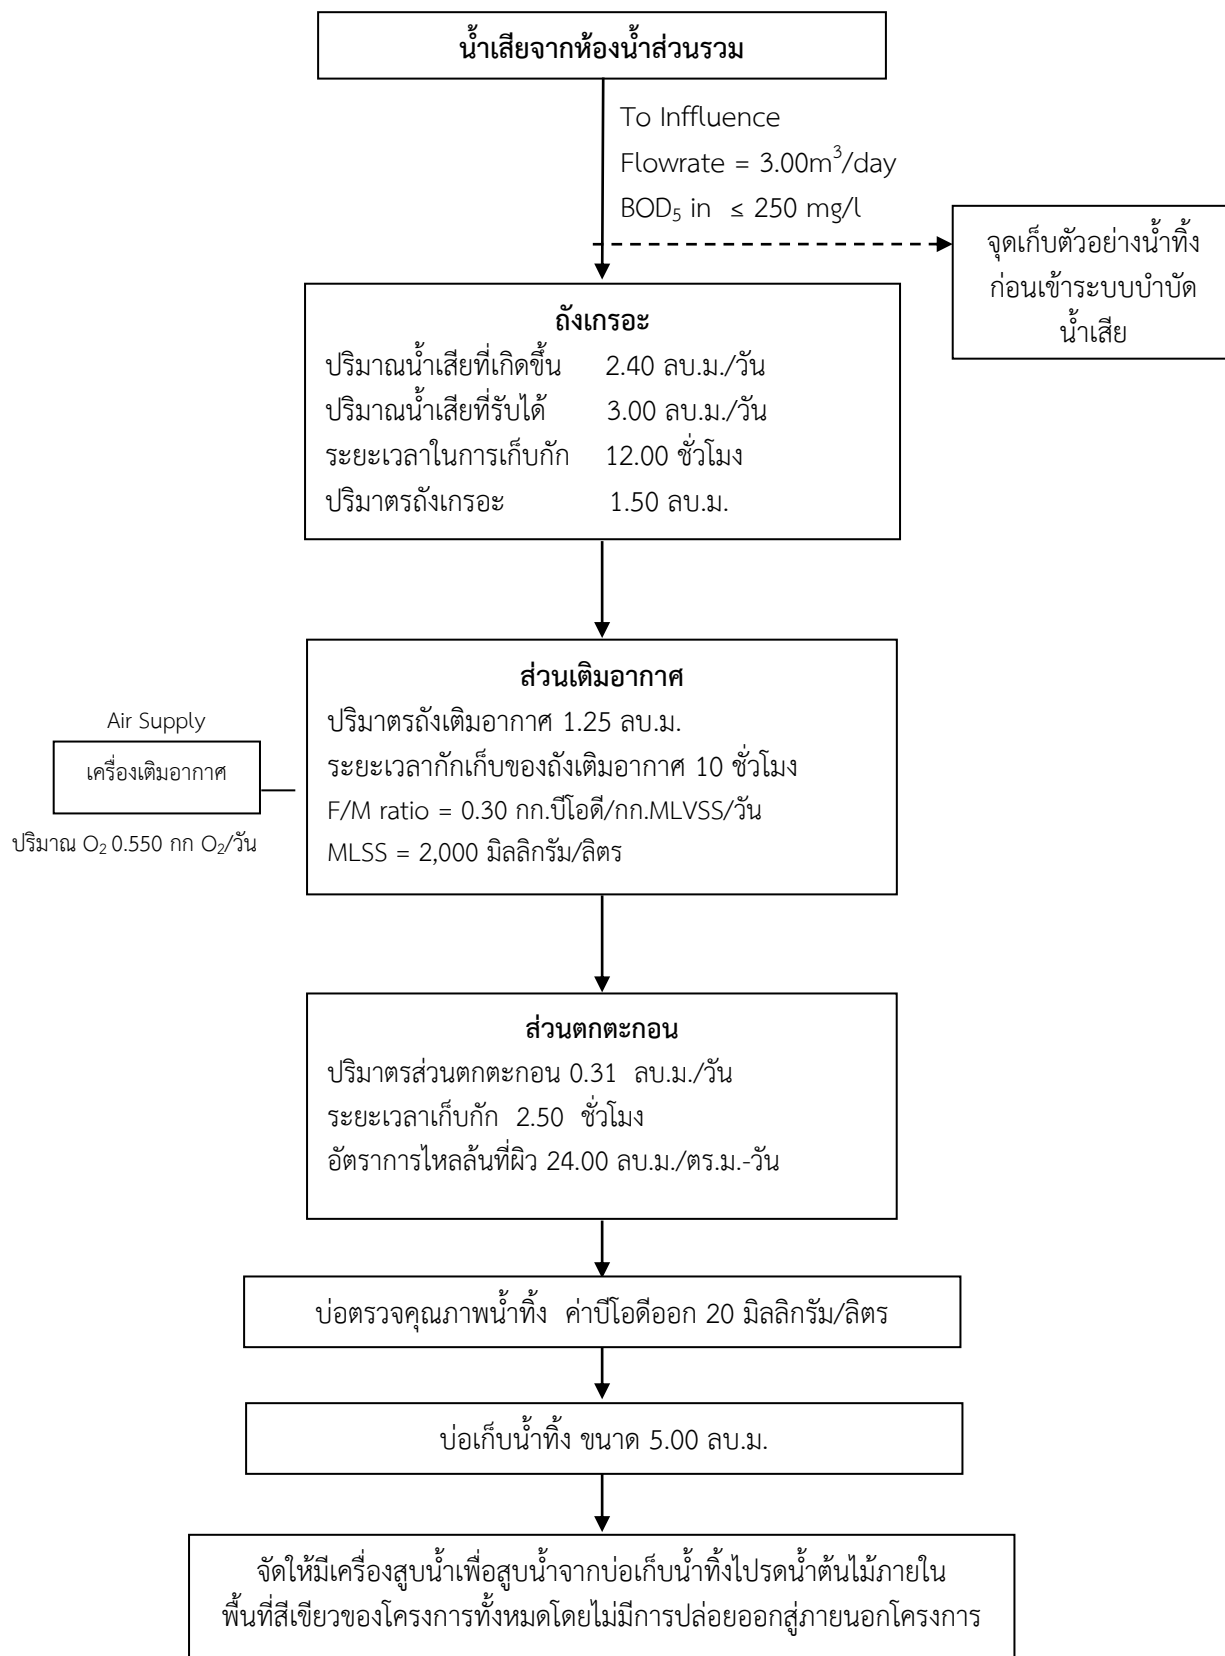 น้ำเสียจากห้องน้ำส่วนรวม
To Inffluence
Flowrate = 3.00m³/day
BOD₅ in ≤ 250 mg/l
จุดเก็บตัวอย่างน้ำทิ้ง
ก่อนเข้าระบบบำบัด
น้ำเสีย
ถังเกรอะ
ปริมาณน้ำเสียที่เกิดขึ้น 2.40 ลบ.ม./วัน
ปริมาณน้ำเสียที่รับได้ 3.00 ลบ.ม./วัน
ระยะเวลาในการเก็บกัก 12.00 ชั่วโมง
ปริมาตรถังเกรอะ 1.50 ลบ.ม.
ส่วนเติมอากาศ
ปริมาตรถังเติมอากาศ 1.25 ลบ.ม.
ระยะเวลากักเก็บของถังเติมอากาศ 10 ชั่วโมง
F/M ratio = 0.30 กก.บีโอดี/กก.MLVSS/วัน
MLSS = 2,000 มิลลิกรัม/ลิตร
Air Supply
เครื่องเติมอากาศ
ปริมาณ O₂ 0.550 กก O₂/วัน
ส่วนตกตะกอน
ปริมาตรส่วนตกตะกอน 0.31 ลบ.ม./วัน
ระยะเวลาเก็บกัก 2.50 ชั่วโมง
อัตราการไหลล้นที่ผิว 24.00 ลบ.ม./ตร.ม.-วัน
บ่อตรวจคุณภาพน้ำทิ้ง ค่าบีโอดีออก 20 มิลลิกรัม/ลิตร
บ่อเก็บน้ำทิ้ง ขนาด 5.00 ลบ.ม.
จัดให้มีเครื่องสูบน้ำเพื่อสูบน้ำจากบ่อเก็บน้ำทิ้งไปรดน้ำต้นไม้ภายใน
พื้นที่สีเขียวของโครงการทั้งหมดโดยไม่มีการปล่อยออกสู่ภายนอกโครงการ